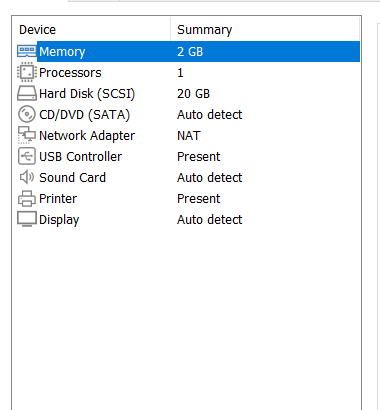 Device Summary
Memory 2 GB
Processors 1
Hard Disk (SCSI) 20 GB
CD/DVD (SATA) Auto detect
Network Adapter NAT
USB Controller Present
Sound Card Auto detect
Printer Present
Display Auto detect